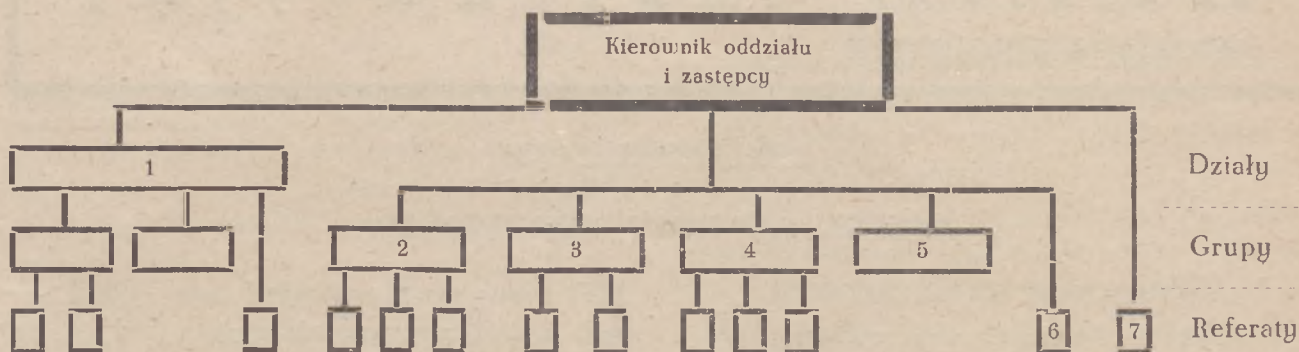 Kierownik oddziału
i zastępcy
1
Działy
2 3 4 5
Grupy
6 7
Referaty